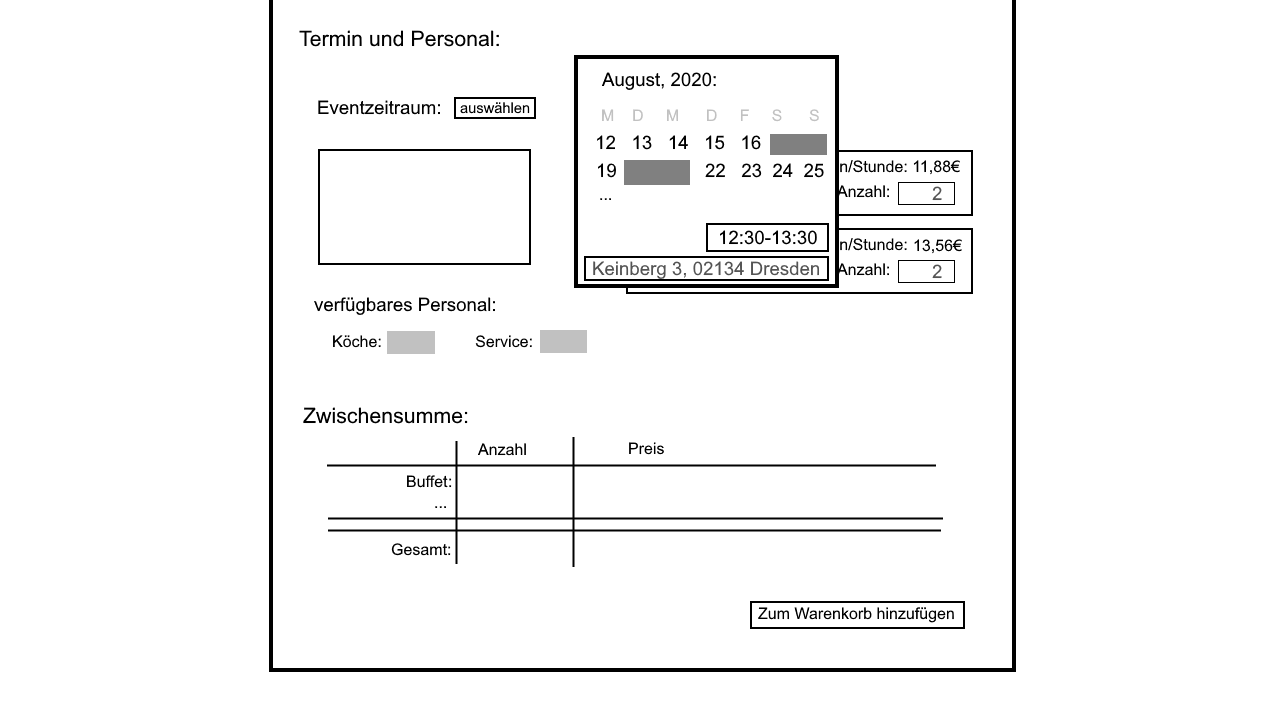 Termin und Personal:
August, 2020:
Eventzeitraum: auswählen
M D M D F S S
12 13 14 15 16
19 22 23 24 25
...
12:30-13:30
Keinberg 3, 02134 Dresden
n/Stunde: 11,88€
Anzahl: 2
n/Stunde: 13,56€
Anzahl: 2
verfügbares Personal:
Köche: Service:
Zwischensumme:
Anzahl Preis
Buffet:
...
Gesamt:
Zum Warenkorb hinzufügen